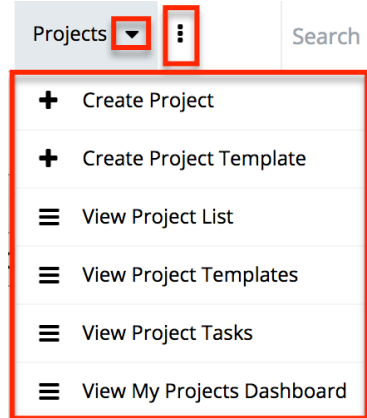 Projects Search
Create Project
Create Project Template
View Project List
View Project Templates
View Project Tasks
View My Projects Dashboard